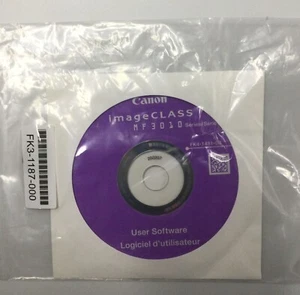 Canon
imageCLASS
MF3010
User Software
Logiciel d'utilisateur
FK3-1187-000